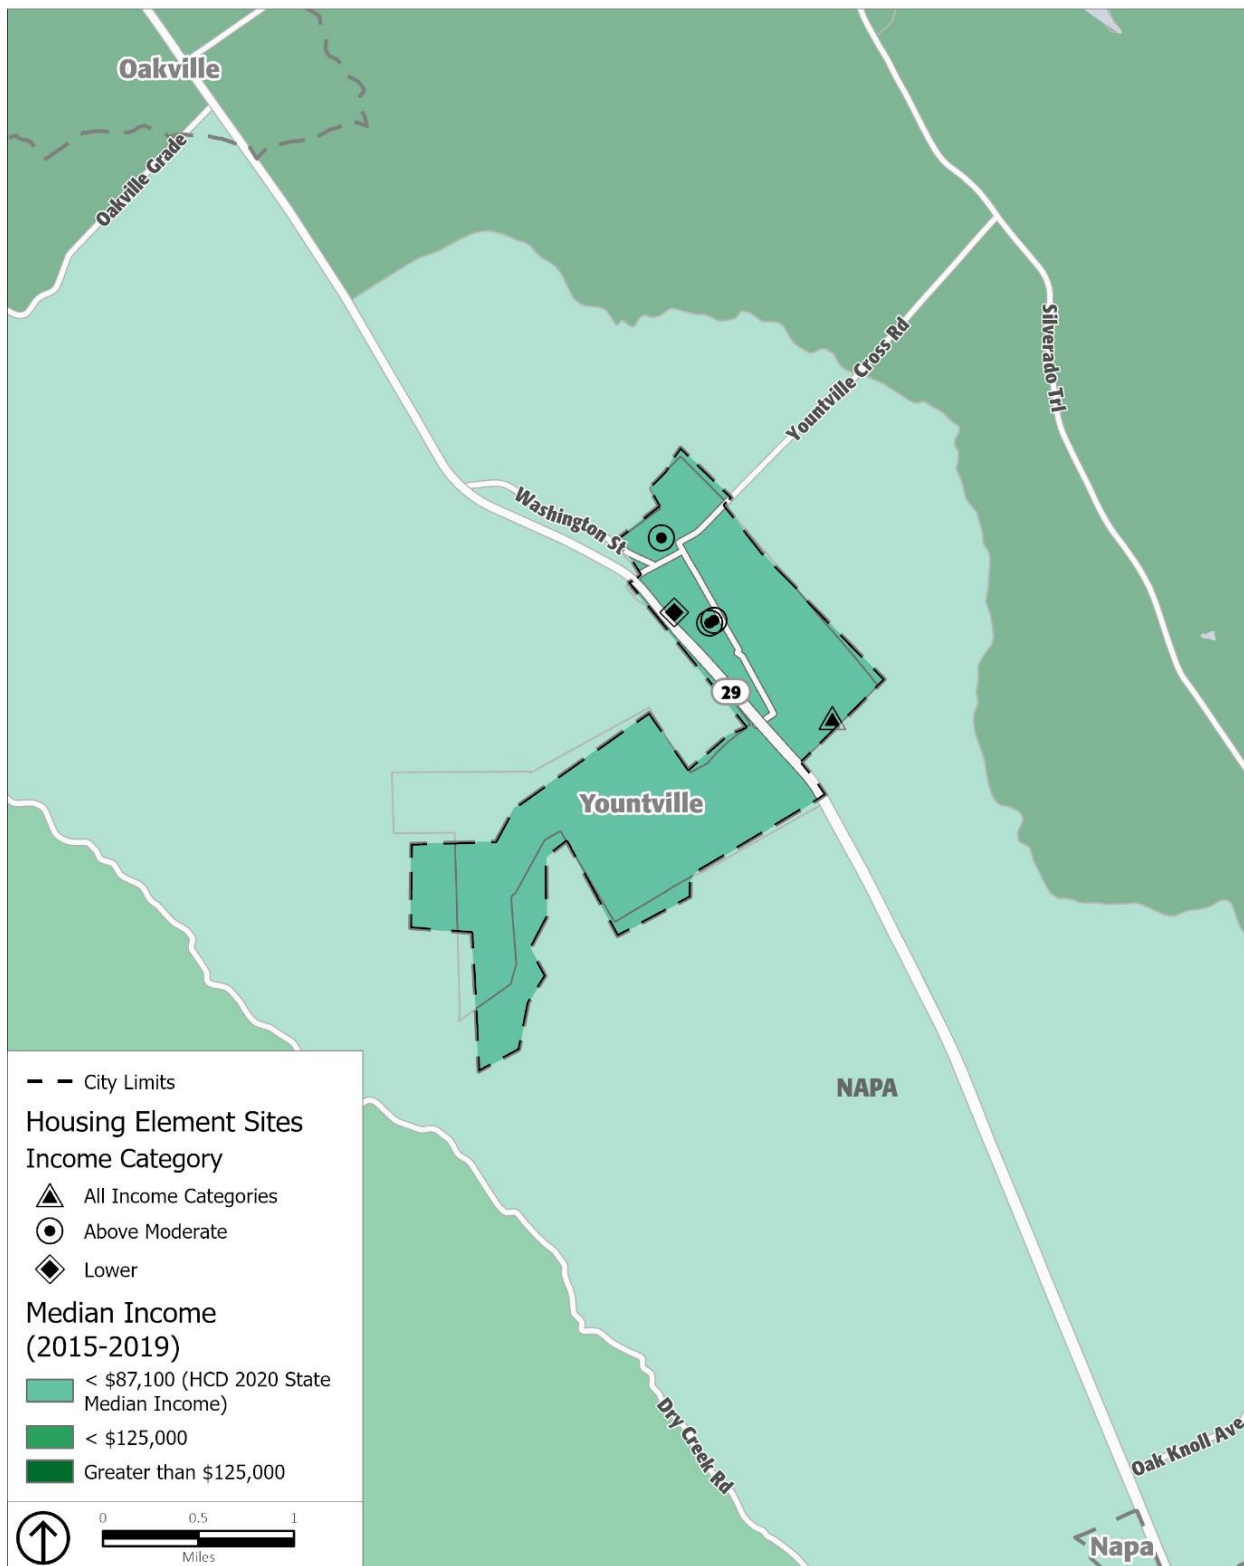 Oakville
Oakville Grade
Silverado Trl
Yountville Cross Rd
Washington St
29
Yountville
NAPA
City Limits
Housing Element Sites
Income Category
All Income Categories
Above Moderate
Lower
Median Income
(2015-2019)
< $87,100 (HCD 2020 State
Median Income)
< $125,000
Greater than $125,000
Dry Creek Rd
Oak Knoll Ave
0 0.5 1
Miles
Napa